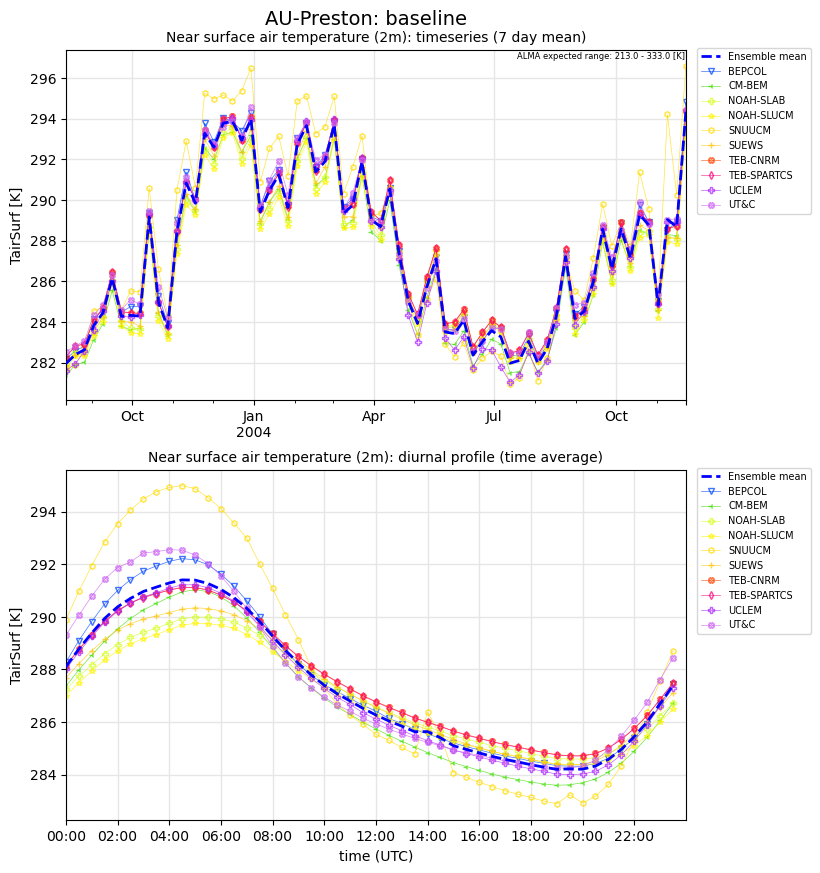 AU-Preston: baseline
Near surface air temperature (2m): timeseries (7 day mean)
ALMA expected range: 213.0 - 333.0 [K]
TairSurf [K]
296
294
292
290
288
286
284
282
Oct
Jan
2004
Apr
Jul
Oct
Ensemble mean
BEPCOL
CM-BEM
NOAH-SLAB
NOAH-SLUCM
SNUUCM
SUEWS
TEB-CNRM
TEB-SPARTCS
UCLEM
UT&C
Near surface air temperature (2m): diurnal profile (time average)
TairSurf [K]
294
292
290
288
286
284
00:00
02:00
04:00
06:00
08:00
10:00
12:00
14:00
16:00
18:00
20:00
22:00
time (UTC)
Ensemble mean
BEPCOL
CM-BEM
NOAH-SLAB
NOAH-SLUCM
SNUUCM
SUEWS
TEB-CNRM
TEB-SPARTCS
UCLEM
UT&C